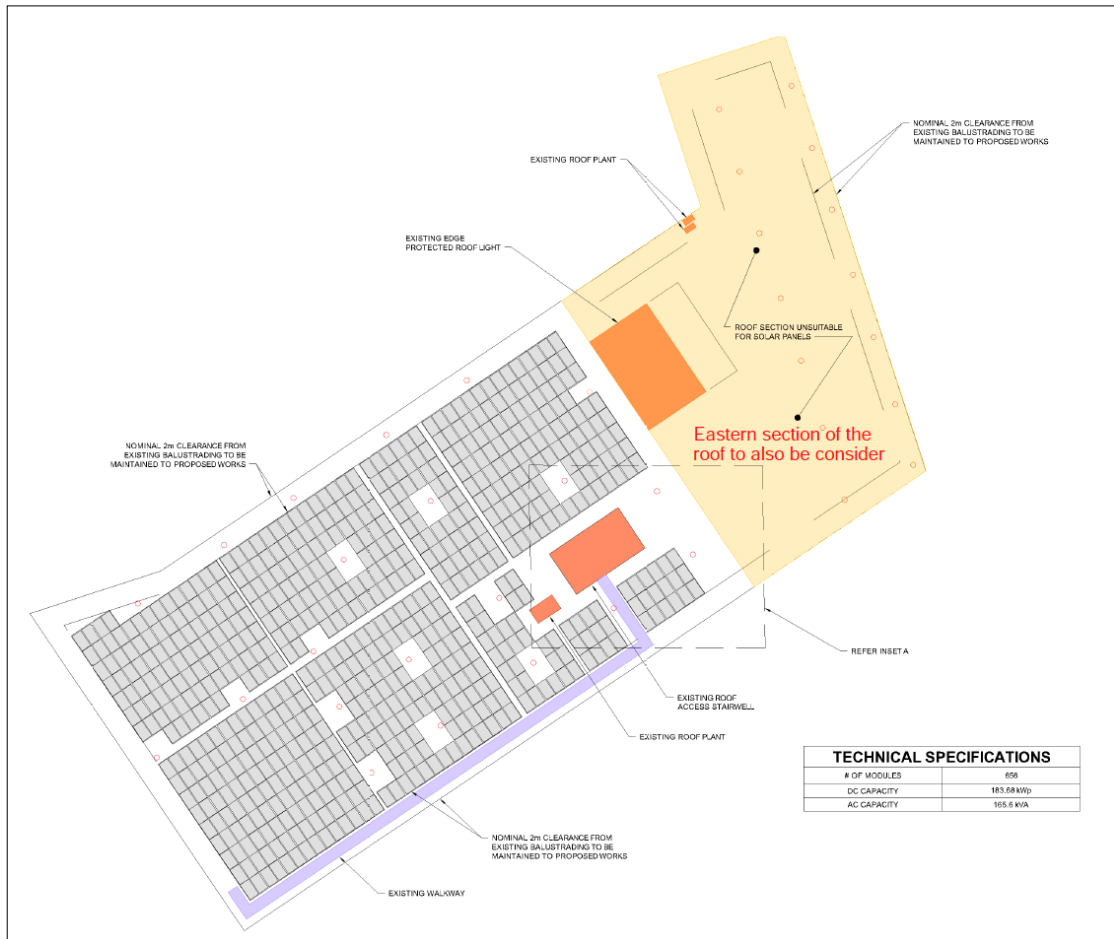 NOMINAL 2m CLEARANCE FROM
EXISTING BALUSTRADING TO BE
MAINTAINED TO PROPOSED WORKS
EXISTING ROOF PLANT
EXISTING EDGE
PROTECTED ROOF LIGHT
ROOF SECTION UNSUITABLE
FOR SOLAR PANELS
Eastern section of the
roof to also be consider
NOMINAL 2m CLEARANCE FROM
EXISTING BALUSTRADING TO BE
MAINTAINED TO PROPOSED WORKS
REFER INSET A
EXISTING ROOF
ACCESS STAIRWELL
EXISTING ROOF PLANT
TECHNICAL SPECIFICATIONS
# OF MODULES 656
DC CAPACITY 183.68 kWp
AC CAPACITY 165.6 kVA
NOMINAL 2m CLEARANCE FROM
EXISTING BALUSTRADING TO BE
MAINTAINED TO PROPOSED WORKS
EXISTING WALKWAY